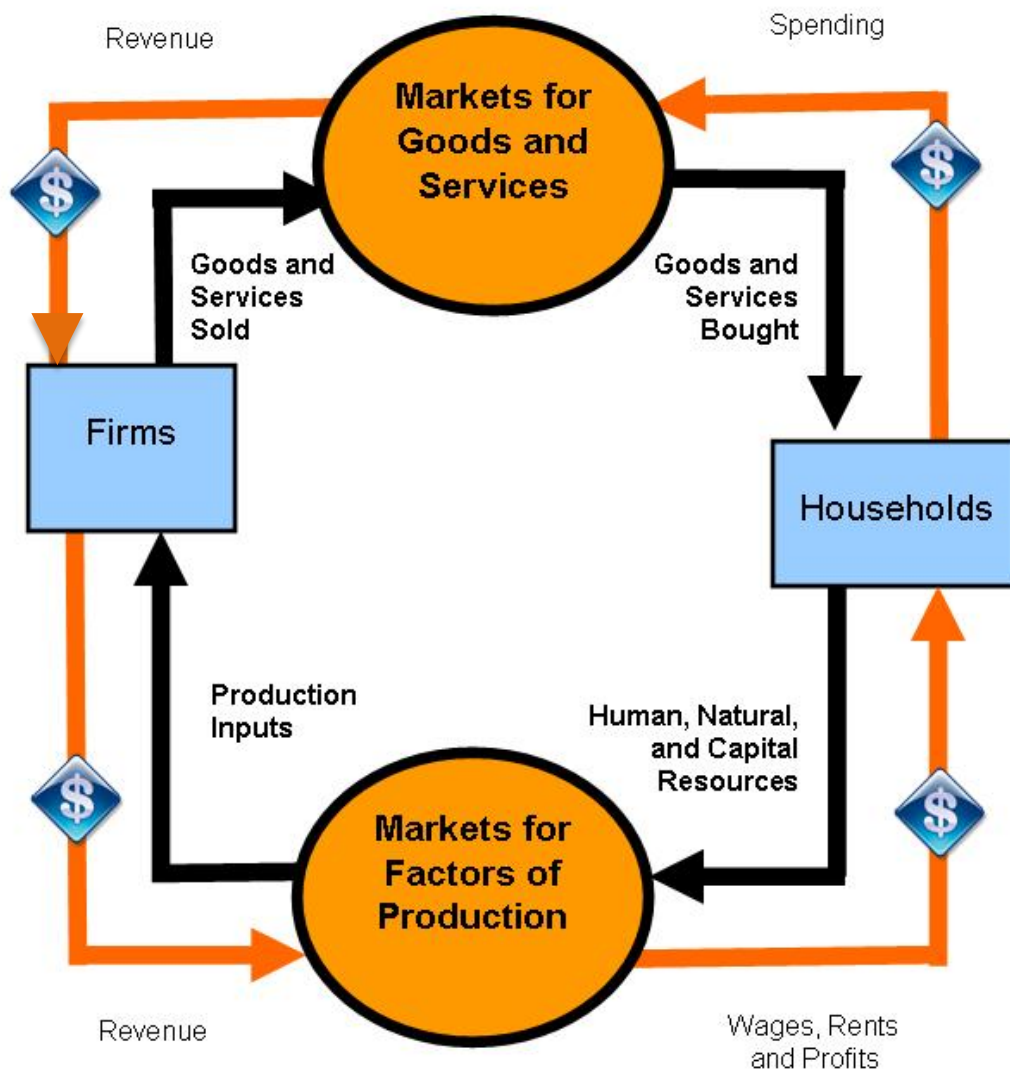 Revenue
Spending
Markets for
Goods and
Services
$
$
Goods and
Services
Sold
Goods and
Services
Bought
Firms
Households
Production
Inputs
Human, Natural,
and Capital
Resources
$
$
Markets for
Factors of
Production
Revenue
Wages, Rents
and Profits